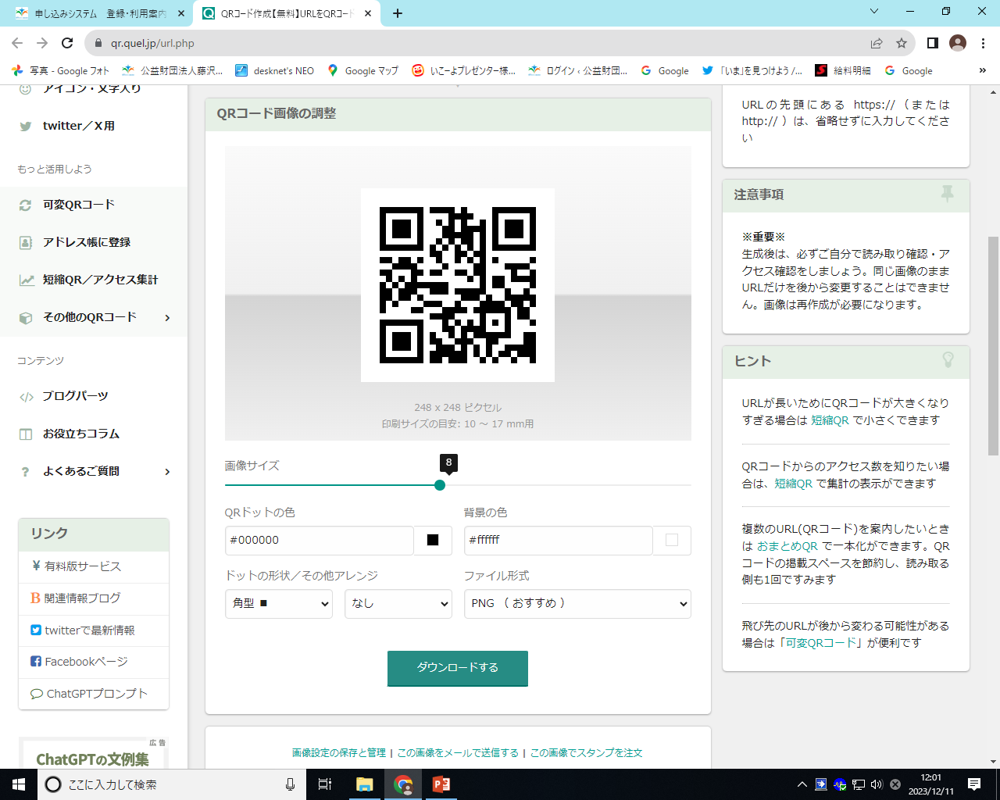 申し込みシステム　登録・利用案内
QRコード作成【無料】URLをQRコード
qr.quel.jp/url.php
写真 - Google フォト
公益財団法人藤沢...
desknet's NEO
Google マップ
いこーよプレゼンター様...
ログイン ‹ 公益財団...
Google
「いま」を見つけよう /...
給料明細
Google
»
アイコン・文字入り
twitter／X用
もっと活用しよう
可変QRコード
アドレス帳に登録
短縮QR／アクセス集計
その他のQRコード
コンテンツ
ブログパーツ
お役立ちコラム
よくあるご質問
リンク
有料版サービス
関連情報ブログ
twitterで最新情報
Facebookページ
ChatGPTプロンプト
広告
ChatGPTの文例集
QRコード画像の調整
248 x 248 ピクセル
印刷サイズの目安: 10 ～ 17 mm用
画像サイズ
8
QRドットの色
背景の色
#000000
#ffffff
ドットの形状／その他アレンジ
ファイル形式
角型 ■
なし
PNG （ おすすめ ）
ダウンロードする
画像設定の保存と管理 | この画像をメールで送信する | この画像でスタンプを注文
URLの先頭にある https://（または
http:// ）は、省略せずに入力してくださ
い
注意事項
※重要※
生成後は、必ずご自分で読み取り確認・ア
クセス確認をしましょう。同じ画像のまま
URLだけを後から変更することはできませ
ん。画像は再作成が必要になります。
ヒント
URLが長いためにQRコードが大きくなり
すぎる場合は 短縮QR で小さくできます
QRコードからのアクセス数を知りたい場
合は、短縮QR で集計の表示ができます
複数のURL(QRコード)を案内したいとき
は おまとめQR で一本化ができます。QR
コードの掲載スペースを節約し、読み取る
側も1回ですみます
飛び先のURLが後から変わる可能性がある
場合は「可変QRコード」が便利です
ここに入力して検索
12:01
2023/12/11